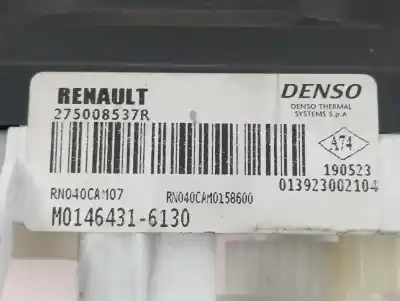 RENAULT
275008537R
DENSO
DENSO THERMAL
SYSTEMS S.p.A
A74
190523
013923002104
RN040CAM07
RN040CAM0158600
M0146431-6130